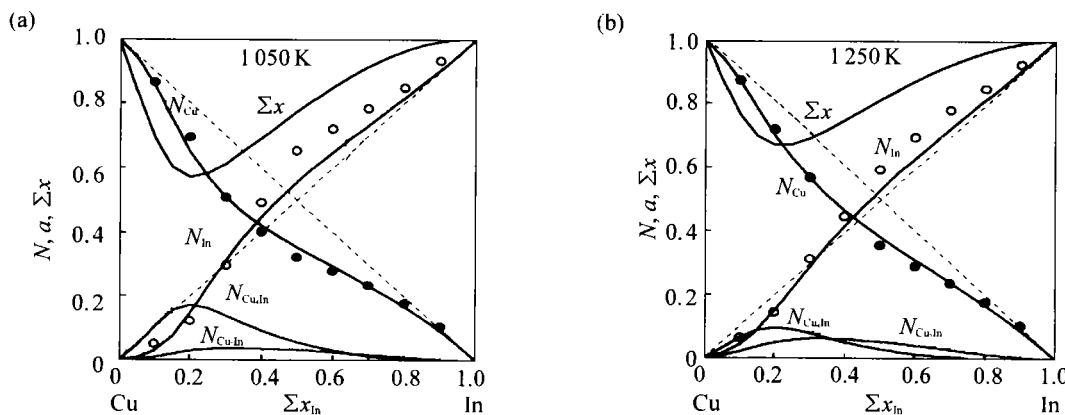 (a)
1 050 K
1.0
0.8
0.6
0.4
0.2
0
N, a, Σx
N_Cu
Σx
N_In
N_Cu,In
N_Cu-In
0 0.2 0.4 0.6 0.8 1.0
Cu Σx_In In
(b)
1 250 K
1.0
0.8
0.6
0.4
0.2
0
N, a, Σx
Σx
N_In
N_Cu
N_Cu,In
N_Cu-In
0 0.2 0.4 0.6 0.8 1.0
Cu Σx_In In